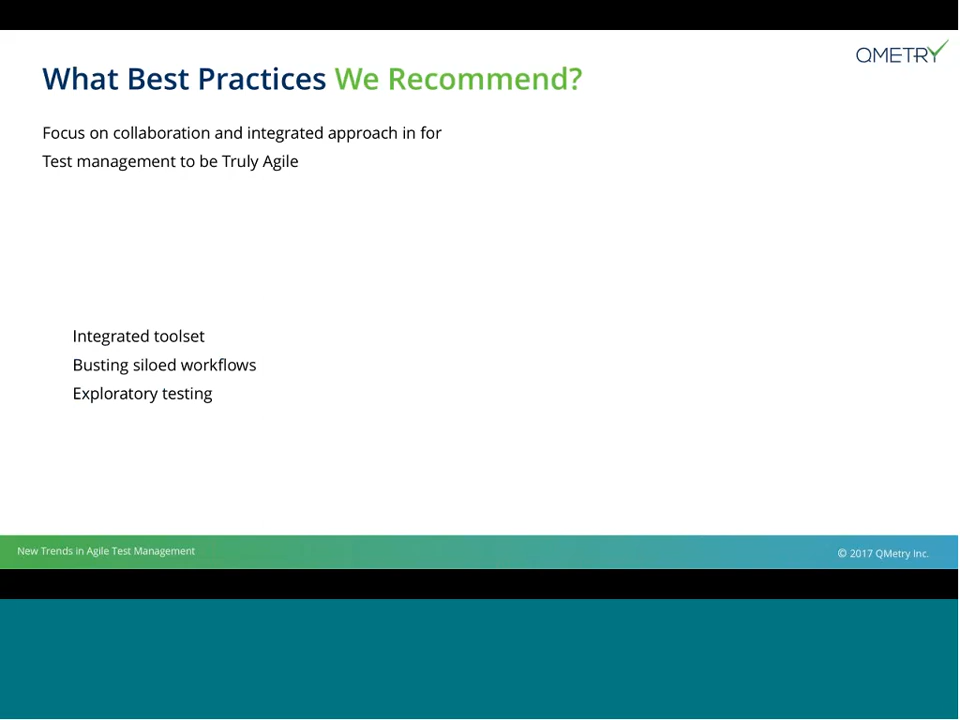 QMETRY
What Best Practices We Recommend?
Focus on collaboration and integrated approach in for
Test management to be Truly Agile
Integrated toolset
Busting siloed workflows
Exploratory testing
New Trends in Agile Test Management
© 2017 QMetry Inc.